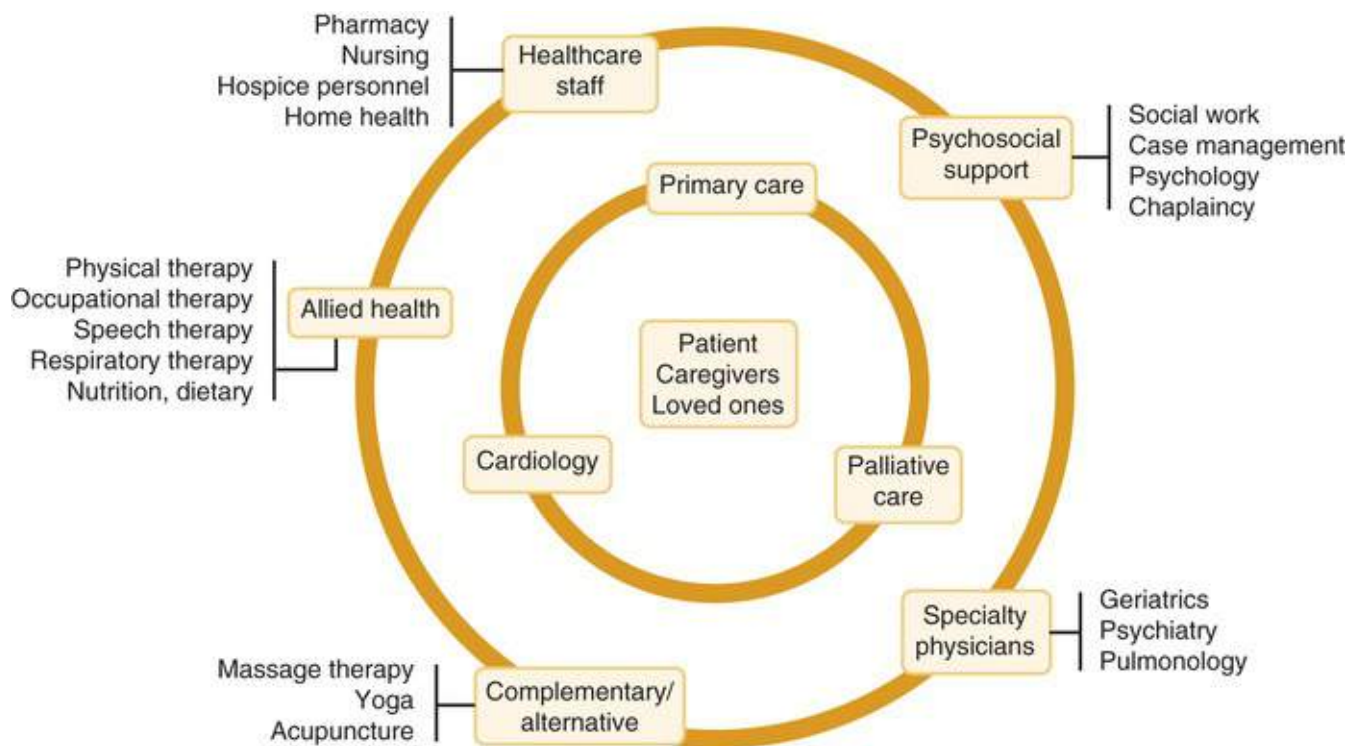 Pharmacy
Nursing
Hospice personnel
Home health
Healthcare
staff
Psychosocial
support
Social work
Case management
Psychology
Chaplaincy
Primary care
Physical therapy
Occupational therapy
Speech therapy
Respiratory therapy
Nutrition, dietary
Allied health
Patient
Caregivers
Loved ones
Cardiology
Palliative
care
Specialty
physicians
Geriatrics
Psychiatry
Pulmonology
Massage therapy
Yoga
Acupuncture
Complementary/
alternative